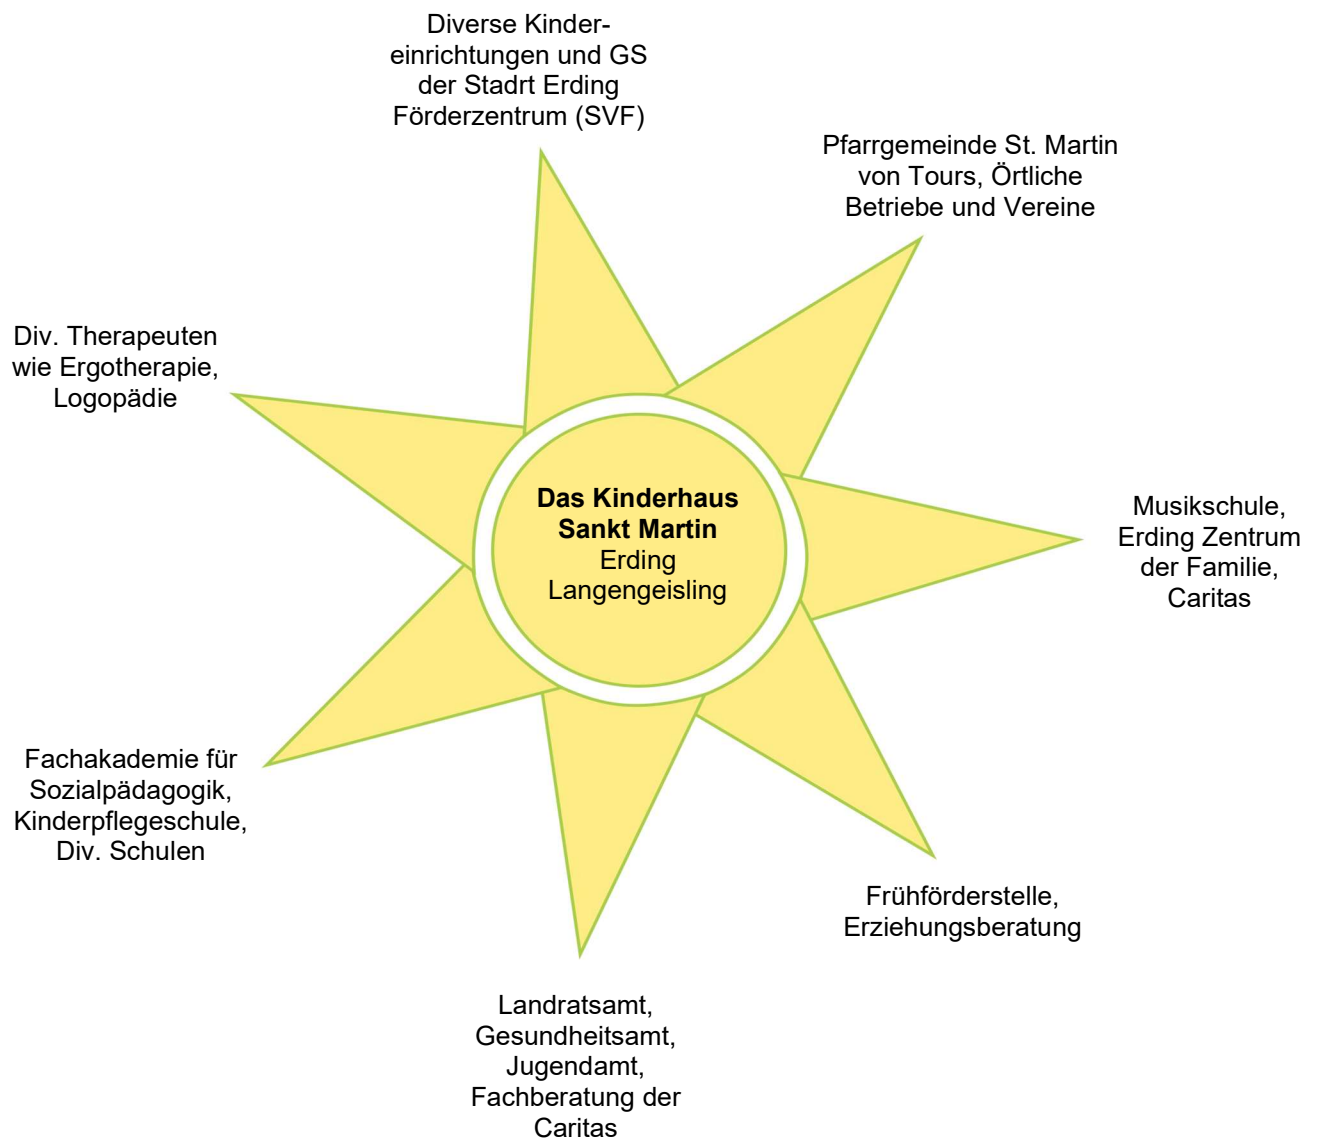 Diverse Kinder-
einrichtungen und GS
der Stadrt Erding
Förderzentrum (SVF)
Pfarrgemeinde St. Martin
von Tours, Örtliche
Betriebe und Vereine
Div. Therapeuten
wie Ergotherapie,
Logopädie
Das Kinderhaus
Sankt Martin
Erding
Langengeisling
Musikschule,
Erding Zentrum
der Familie,
Caritas
Fachakademie für
Sozialpädagogik,
Kinderpflegeschule,
Div. Schulen
Frühförderstelle,
Erziehungsberatung
Landratsamt,
Gesundheitsamt,
Jugendamt,
Fachberatung der
Caritas